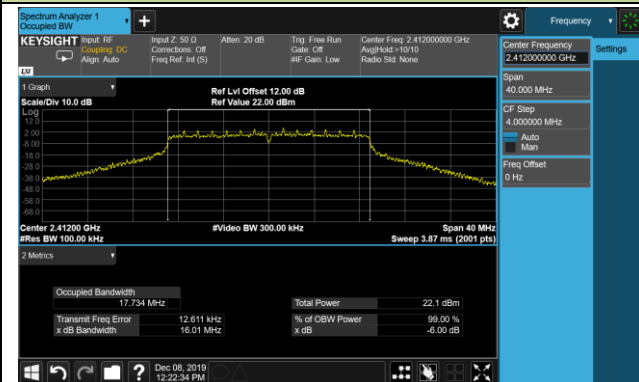 Spectrum Analyzer 1
Occupied BW
Frequency
KEYSIGHT
Input: RF
Coupling: DC
Align: Auto
Input Z: 50 Ω
Corrections: Off
Freq Ref: Int (S)
Atten: 20 dB
Trig: Free Run
Gate: Off
#IF Gain: Low
Center Freq: 2.412000000 GHz
Avg|Hold:>10/10
Radio Std: None
LXI
Center Frequency
2.412000000 GHz
Settings
Span
40.000 MHz
CF Step
4.000000 MHz
Auto
Man
Freq Offset
0 Hz
1 Graph
Scale/Div 10.0 dB
Ref Lvl Offset 12.00 dB
Ref Value 22.00 dBm
Log
12.0
2.00
-8.00
-18.0
-28.0
-38.0
-48.0
-58.0
-68.0
Center 2.41200 GHz
#Res BW 100.00 kHz
#Video BW 300.00 kHz
Span 40 MHz
Sweep 3.87 ms (2001 pts)
2 Metrics
Occupied Bandwidth
17.734 MHz
Total Power 22.1 dBm
Transmit Freq Error 12.611 kHz
% of OBW Power 99.00 %
x dB Bandwidth 16.01 MHz
x dB -6.00 dB
?
Dec 08, 2019
12:22:34 PM